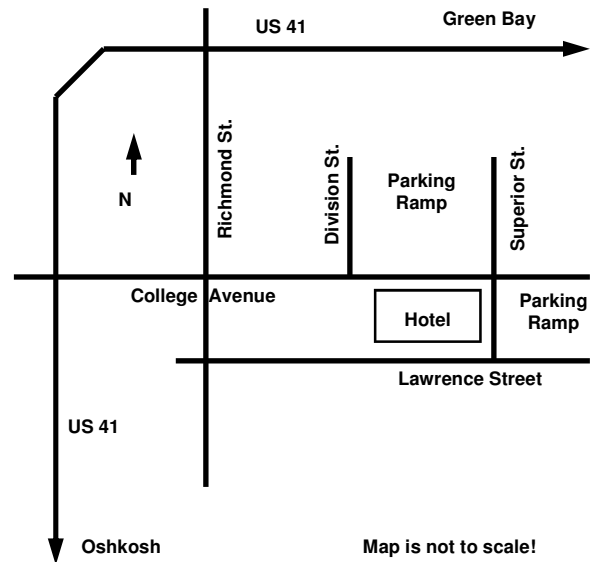 Green Bay
US 41
Richmond St.
Division St.
Parking
Ramp
Superior St.
N
College Avenue
Hotel
Parking
Ramp
Lawrence Street
US 41
Oshkosh
Map is not to scale!